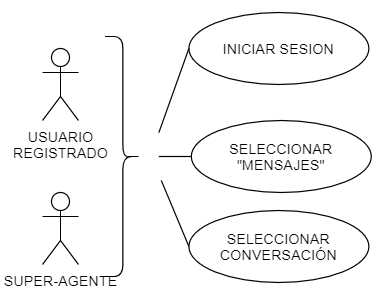 INICIAR SESION
USUARIO
REGISTRADO
SELECCIONAR
"MENSAJES"
SUPER-AGENTE
SELECCIONAR
CONVERSACIÓN